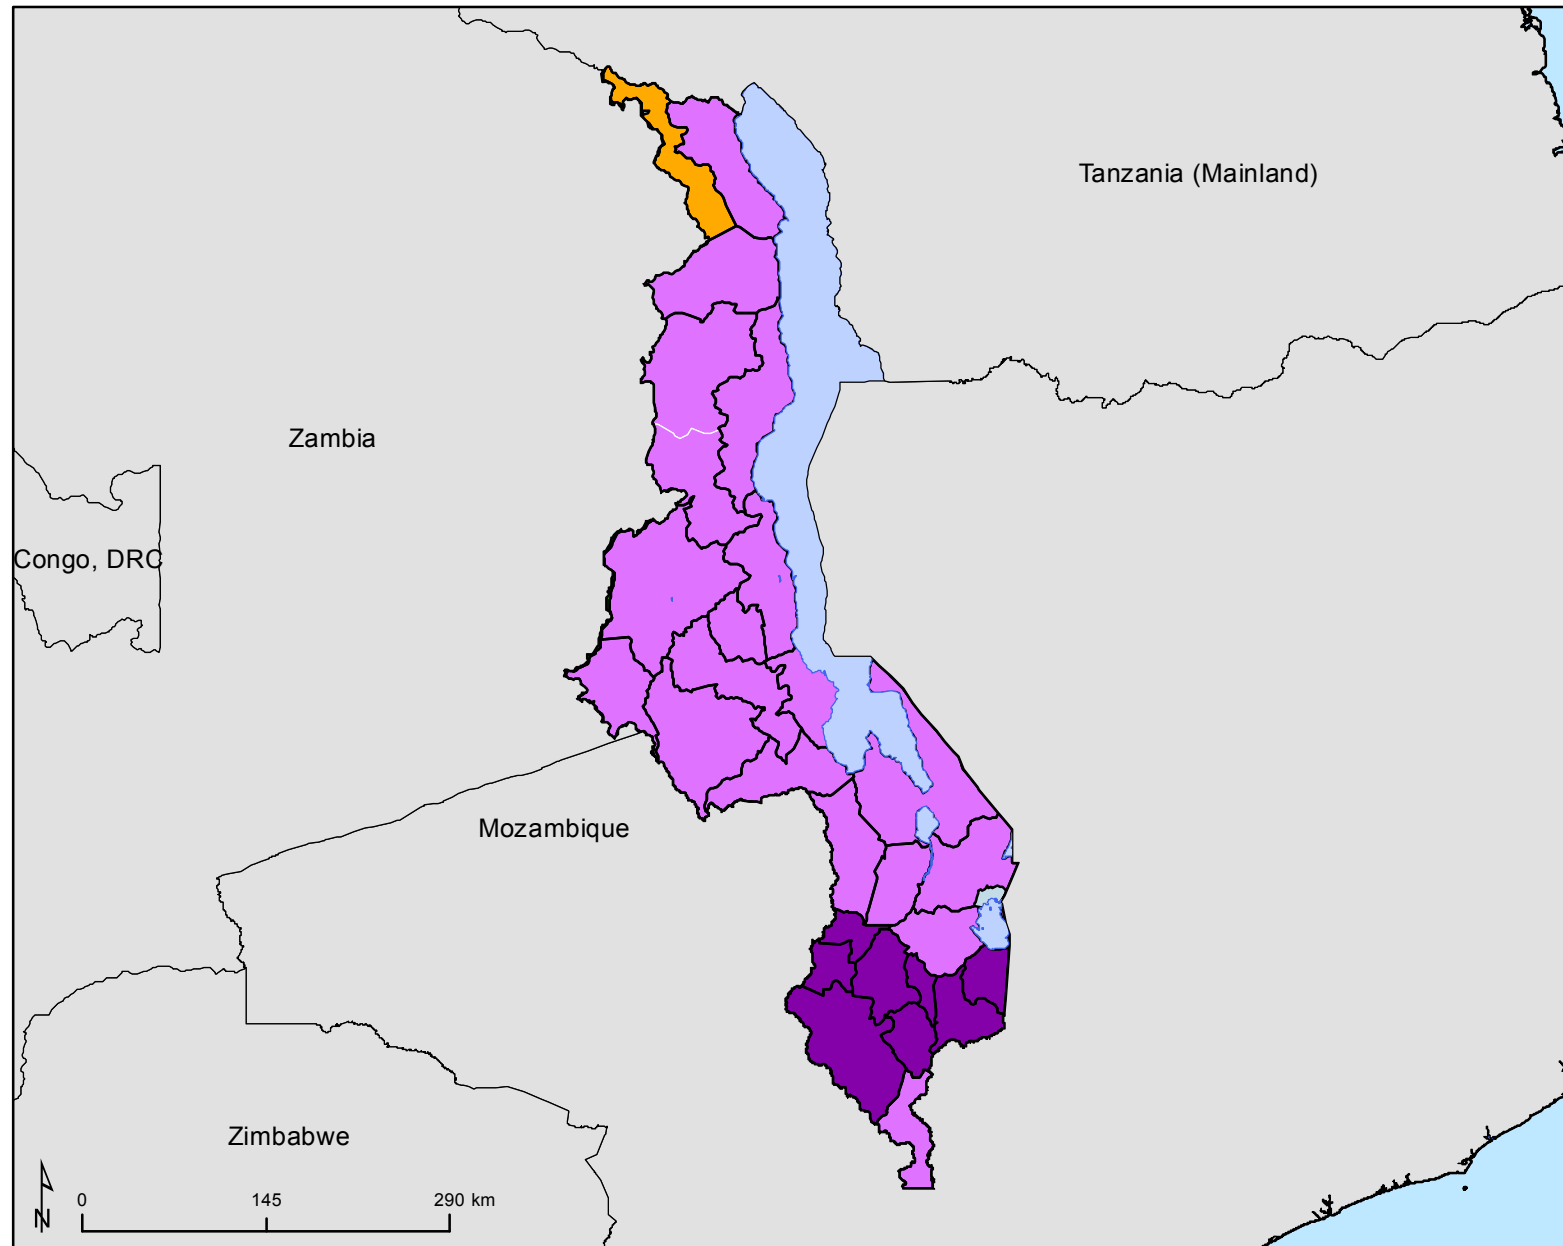 Tanzania (Mainland)
Zambia
Congo, DRC
Mozambique
Zimbabwe
N
0 145 290 km